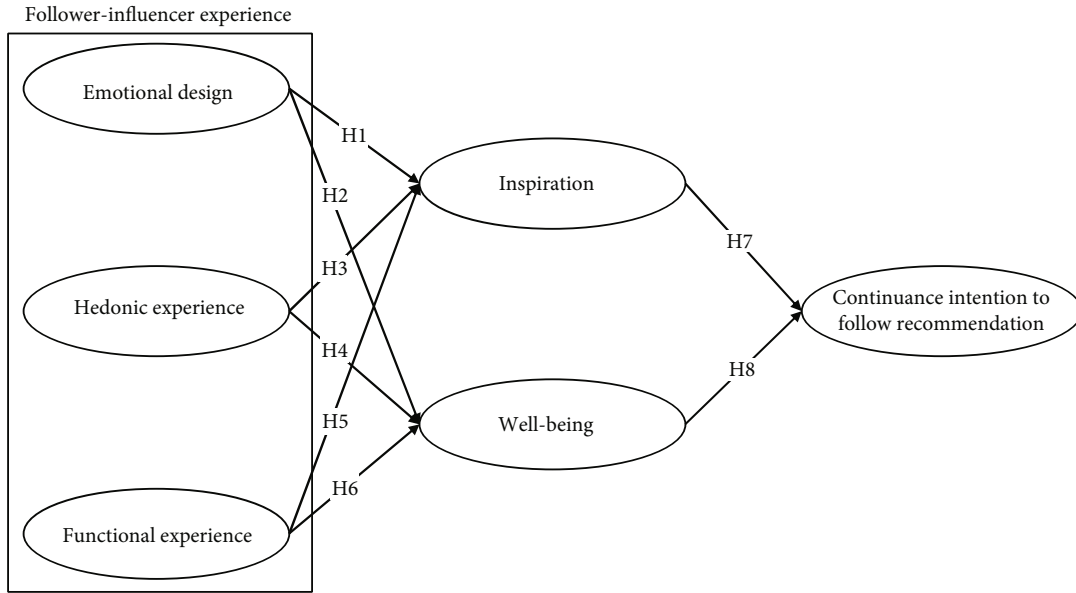 Follower-influencer experience
Emotional design
H1
H2
Inspiration
H3
H7
Hedonic experience
Continuance intention to
follow recommendation
H4
H8
H5
Well-being
H6
Functional experience